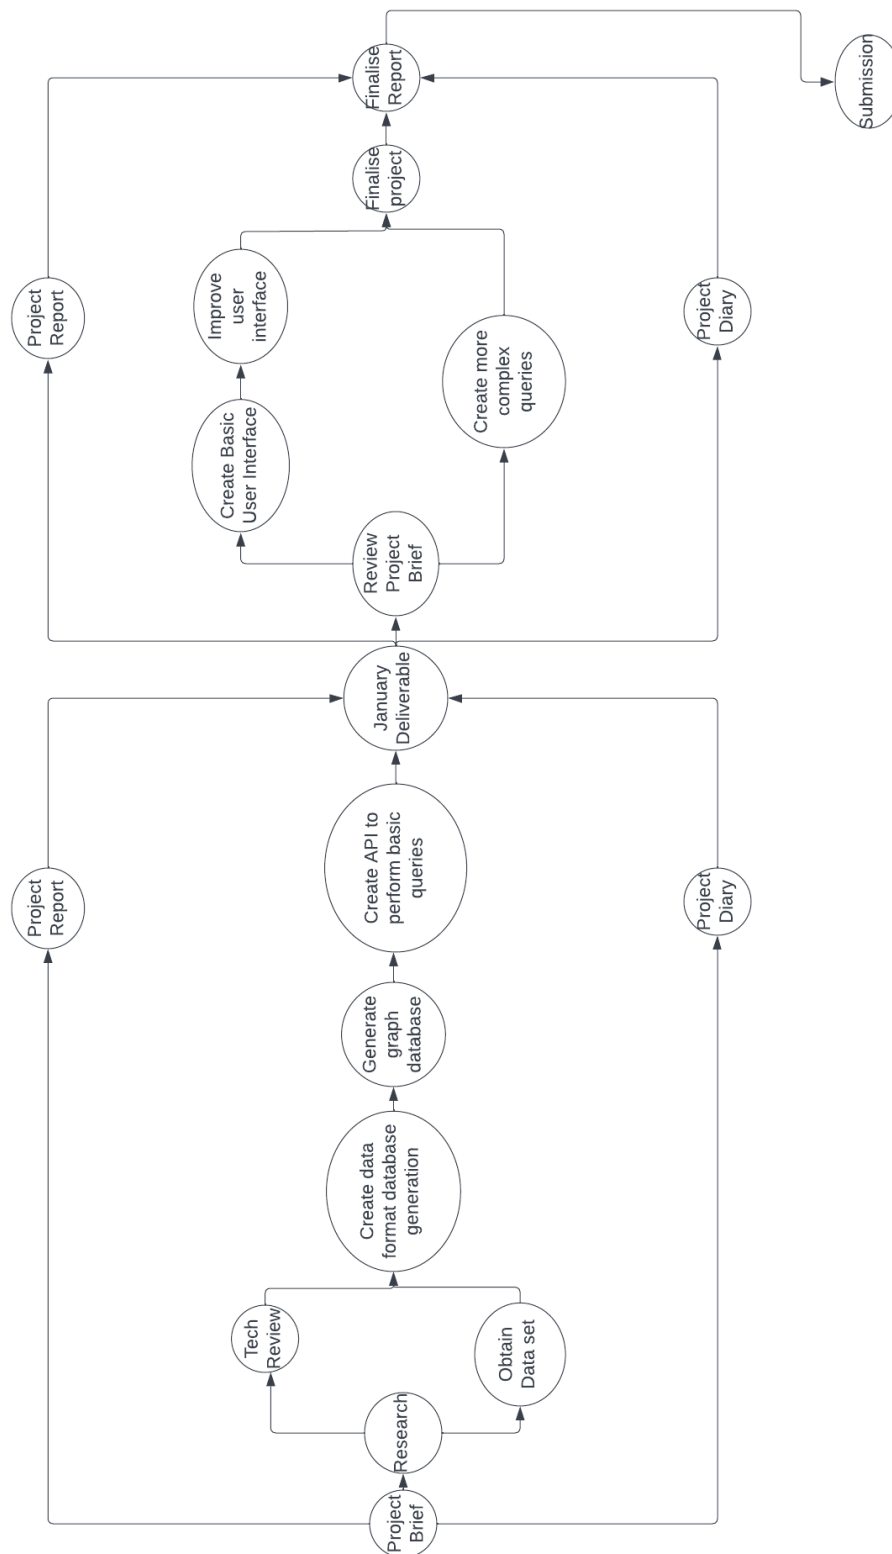 Project
Brief
Research
Tech
Review
Obtain
Data set
Create data
format database
generation
Generate
graph
database
Create API to
perform basic
queries
Project
Report
Project
Diary
January
Deliverable
Review
Project
Brief
Create Basic
User Interface
Improve
user
interface
Create more
complex
queries
Project
Report
Project
Diary
Finalise
project
Finalise
Report
Submission